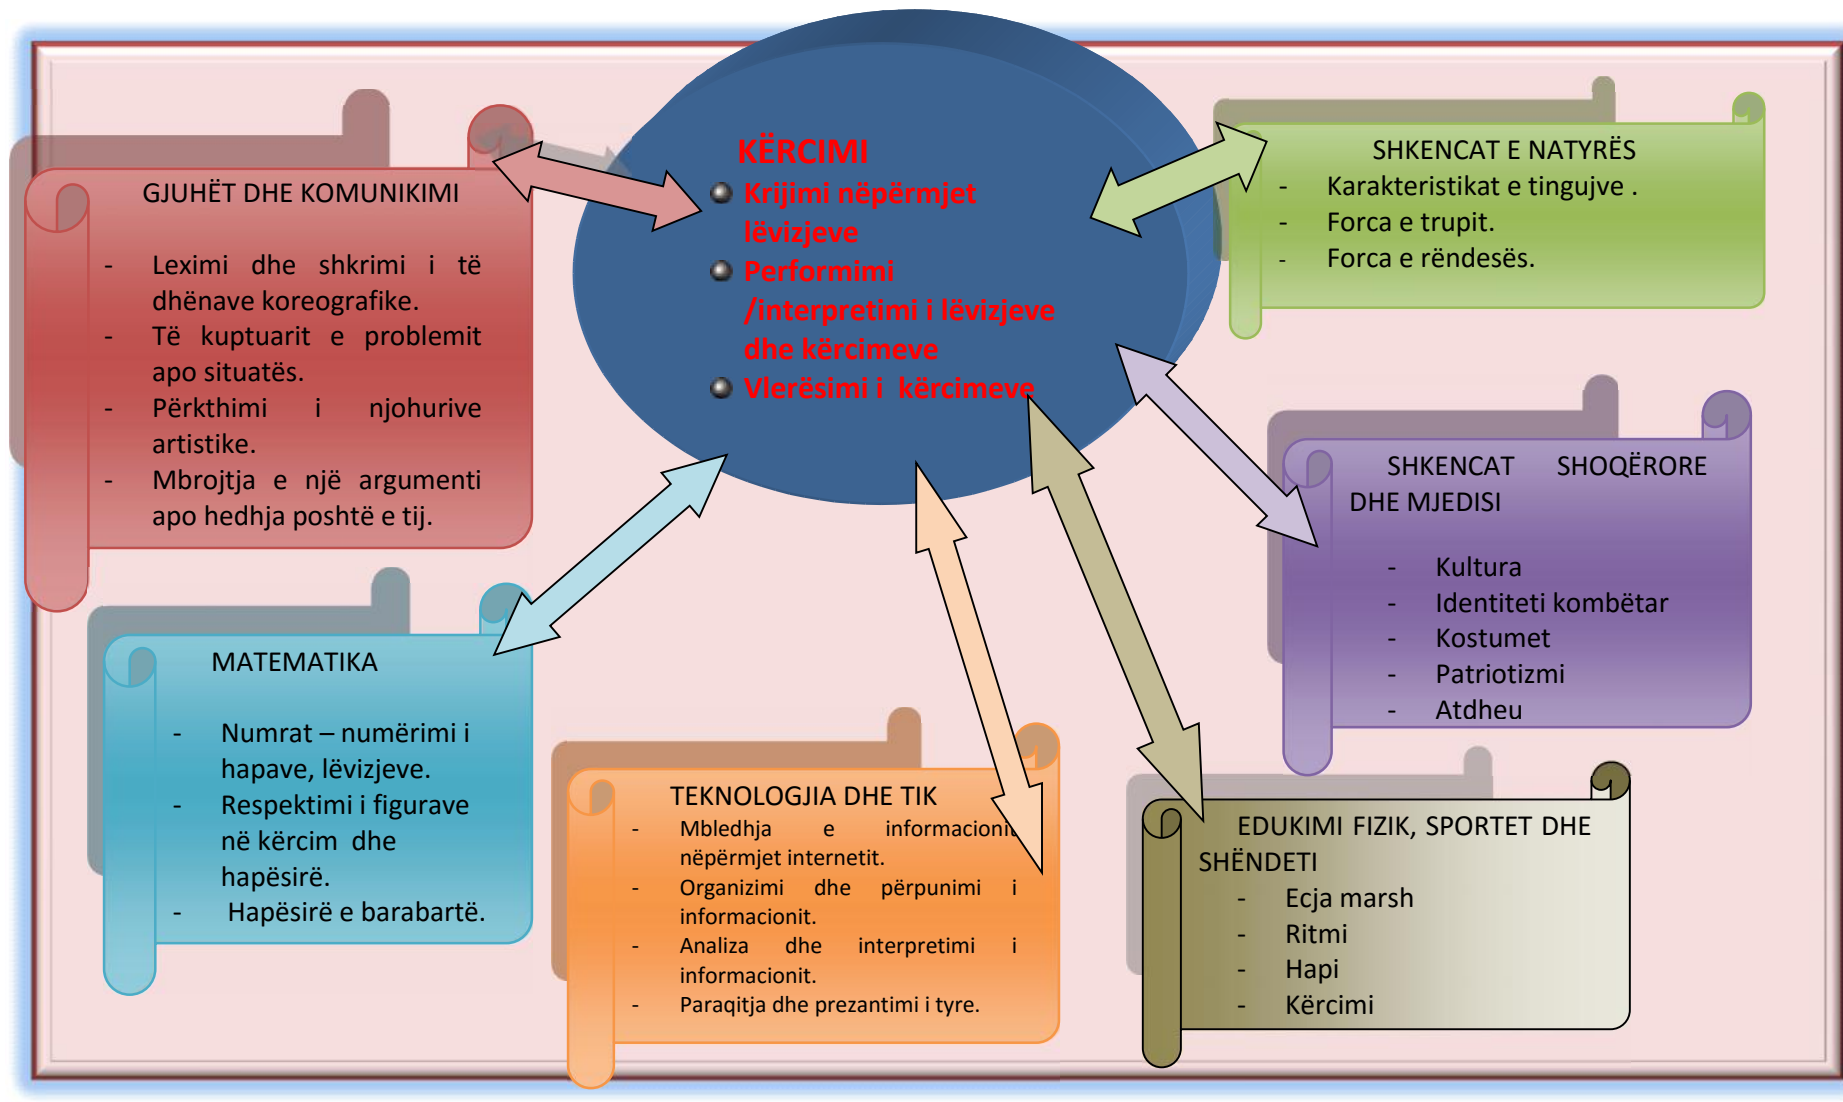 KËRCIMI
Krijimi nëpërmjet
lëvizjeve
Performimi
/interpretimi i lëvizjeve
dhe kërcimeve
Vlerësimi i kërcimeve
GJUHËT DHE KOMUNIKIMI
- Leximi dhe shkrimi i të
dhënave koreografike.
- Të kuptuarit e problemit
apo situatës.
- Përkthimi i njohurive
artistike.
- Mbrojtja e një argumenti
apo hedhja poshtë e tij.
SHKENCAT E NATYRËS
- Karakteristikat e tingujve .
- Forca e trupit.
- Forca e rëndesës.
SHKENCAT SHOQËRORE
DHE MJEDISI
- Kultura
- Identiteti kombëtar
- Kostumet
- Patriotizmi
- Atdheu
MATEMATIKA
- Numrat – numërimi i
hapave, lëvizjeve.
- Respektimi i figurave
në kërcim dhe
hapësirë.
- Hapësirë e barabartë.
TEKNOLOGJIA DHE TIK
- Mbledhja e informacionit
nëpërmjet internetit.
- Organizimi dhe përpunimi i
informacionit.
- Analiza dhe interpretimi i
informacionit.
- Paraqitja dhe prezantimi i tyre.
EDUKIMI FIZIK, SPORTET DHE
SHËNDETI
- Ecja marsh
- Ritmi
- Hapi
- Kërcimi